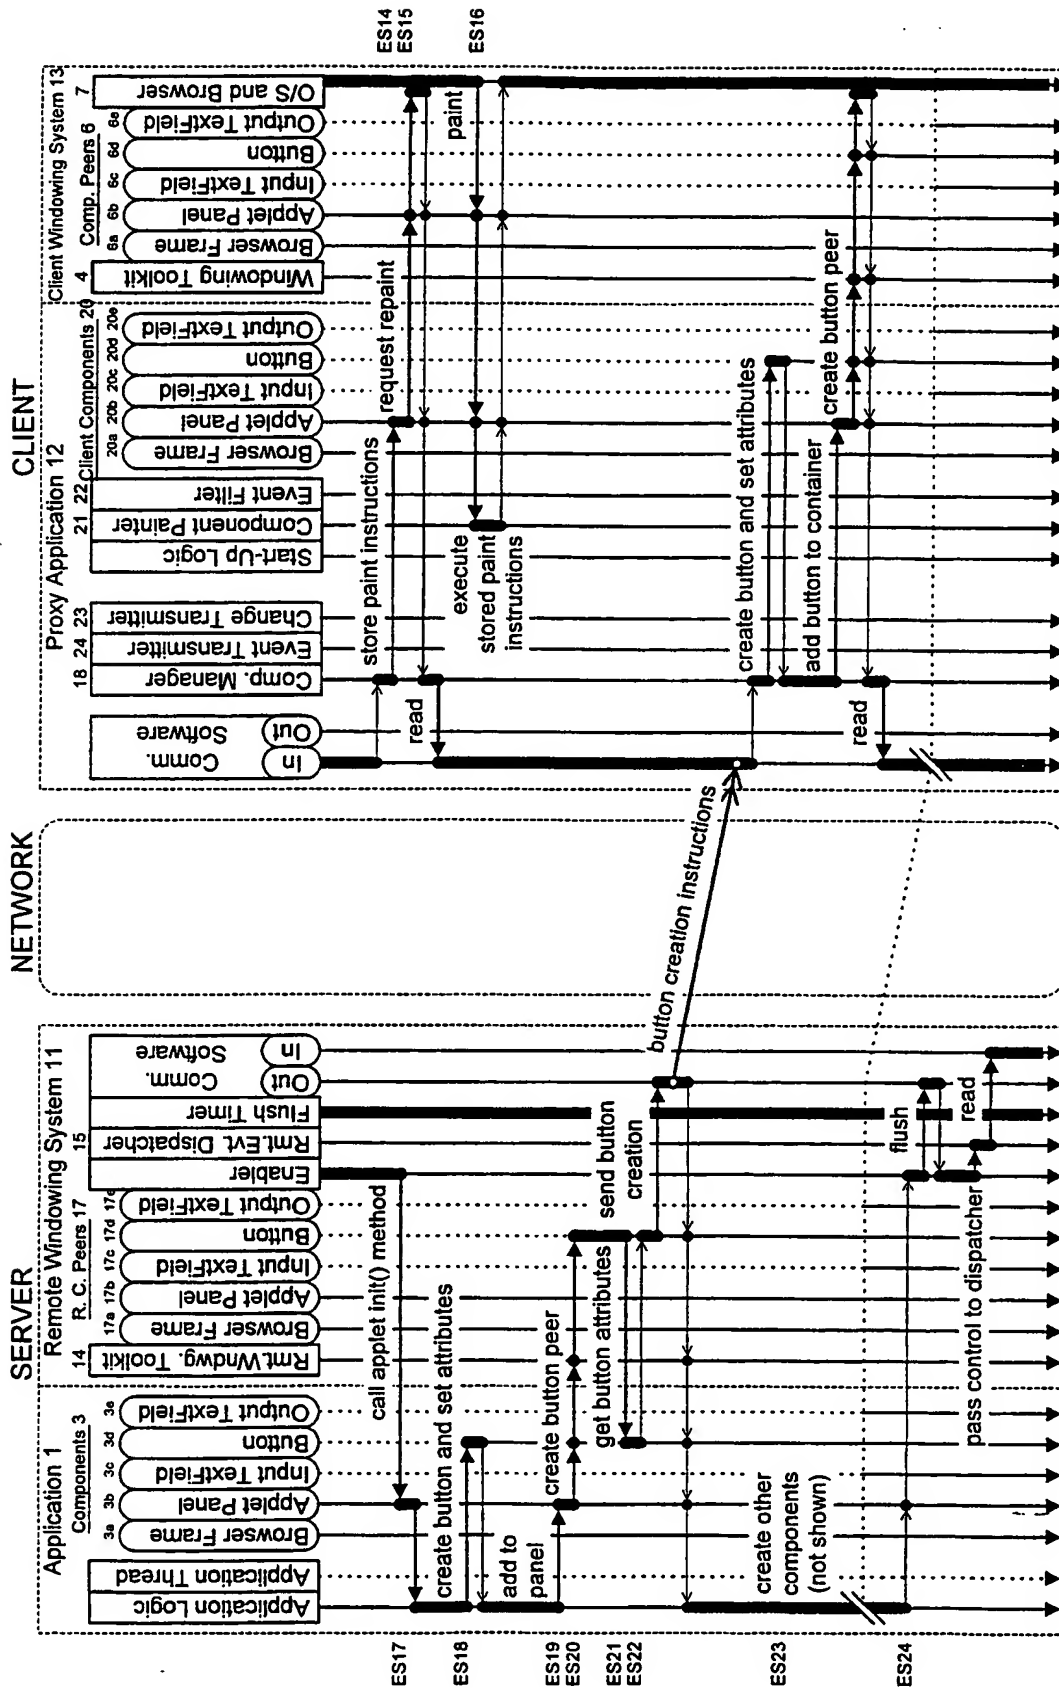 SERVER
NETWORK
CLIENT
Application 1
Remote Windowing System 11
Proxy Application 12
Client Windowing System 13
Components 3
R. C. Peers 17
Client Components 20
Comp. Peers 6
3a
3b
3c
3d
3e
14
17a
17b
17c
17d
17e
15
18
24
23
21
22
20a
20b
20c
20d
20e
4
6a
6b
6c
6d
6e
7
Application Logic
Application Thread
Browser Frame
Applet Panel
Input TextField
Button
Output TextField
Rmt.Wndwg. Toolkit
Browser Frame
Applet Panel
Input TextField
Button
Output TextField
Enabler
Rmt.Evt. Dispatcher
Flush Timer
Comm.
Software
Out
In
Comm.
Software
In
Out
Comp. Manager
Event Transmitter
Change Transmitter
Start-Up Logic
Component Painter
Event Filter
Browser Frame
Applet Panel
Input TextField
Button
Output TextField
Windowing Toolkit
Browser Frame
Applet Panel
Input TextField
Button
Output TextField
O/S and Browser
ES14
ES15
ES16
store paint instructions
request repaint
read
paint
execute
stored paint
instructions
ES17
call applet init() method
ES18
create button and set attributes
add to
panel
ES19
ES20
create button peer
ES21
ES22
get button attributes
send button
creation
button creation instructions
ES23
create other
components
(not shown)
create button and set attributes
add button to container
create button peer
read
ES24
flush
pass control to dispatcher
read